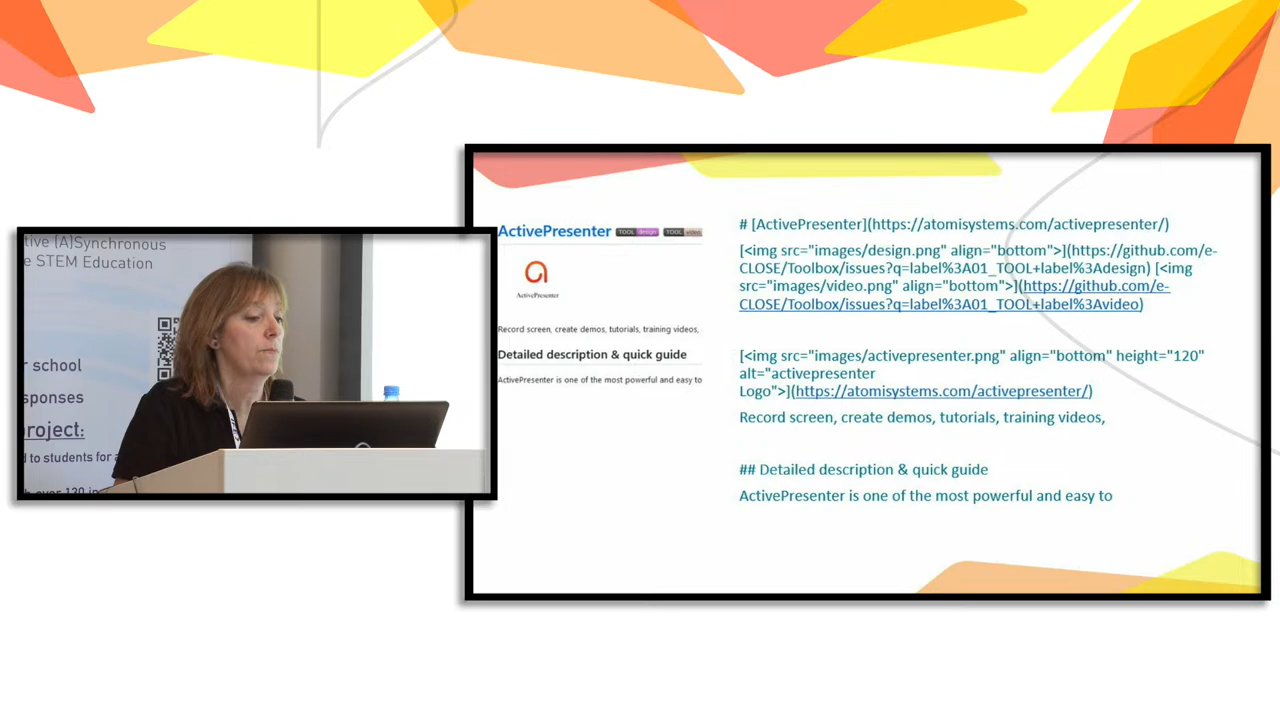 tive (A)Synchronous
e STEM Education
r school
sponses
project:
d to students for a
h over 130 in
ActivePresenter TOOL design TOOL video
ActivePresenter
Record screen, create demos, tutorials, training videos,
Detailed description & quick guide
ActivePresenter is one of the most powerful and easy to
# [ActivePresenter](https://atomisystems.com/activepresenter/)
[<img src="images/design.png" align="bottom">](https://github.com/e-
CLOSE/Toolbox/issues?q=label%3A01_TOOL+label%3Adesign) [<img
src="images/video.png" align="bottom">](https://github.com/e-
CLOSE/Toolbox/issues?q=label%3A01_TOOL+label%3Avideo)
[<img src="images/activepresenter.png" align="bottom" height="120"
alt="activepresenter
Logo">](https://atomisystems.com/activepresenter/)
Record screen, create demos, tutorials, training videos,
## Detailed description & quick guide
ActivePresenter is one of the most powerful and easy to